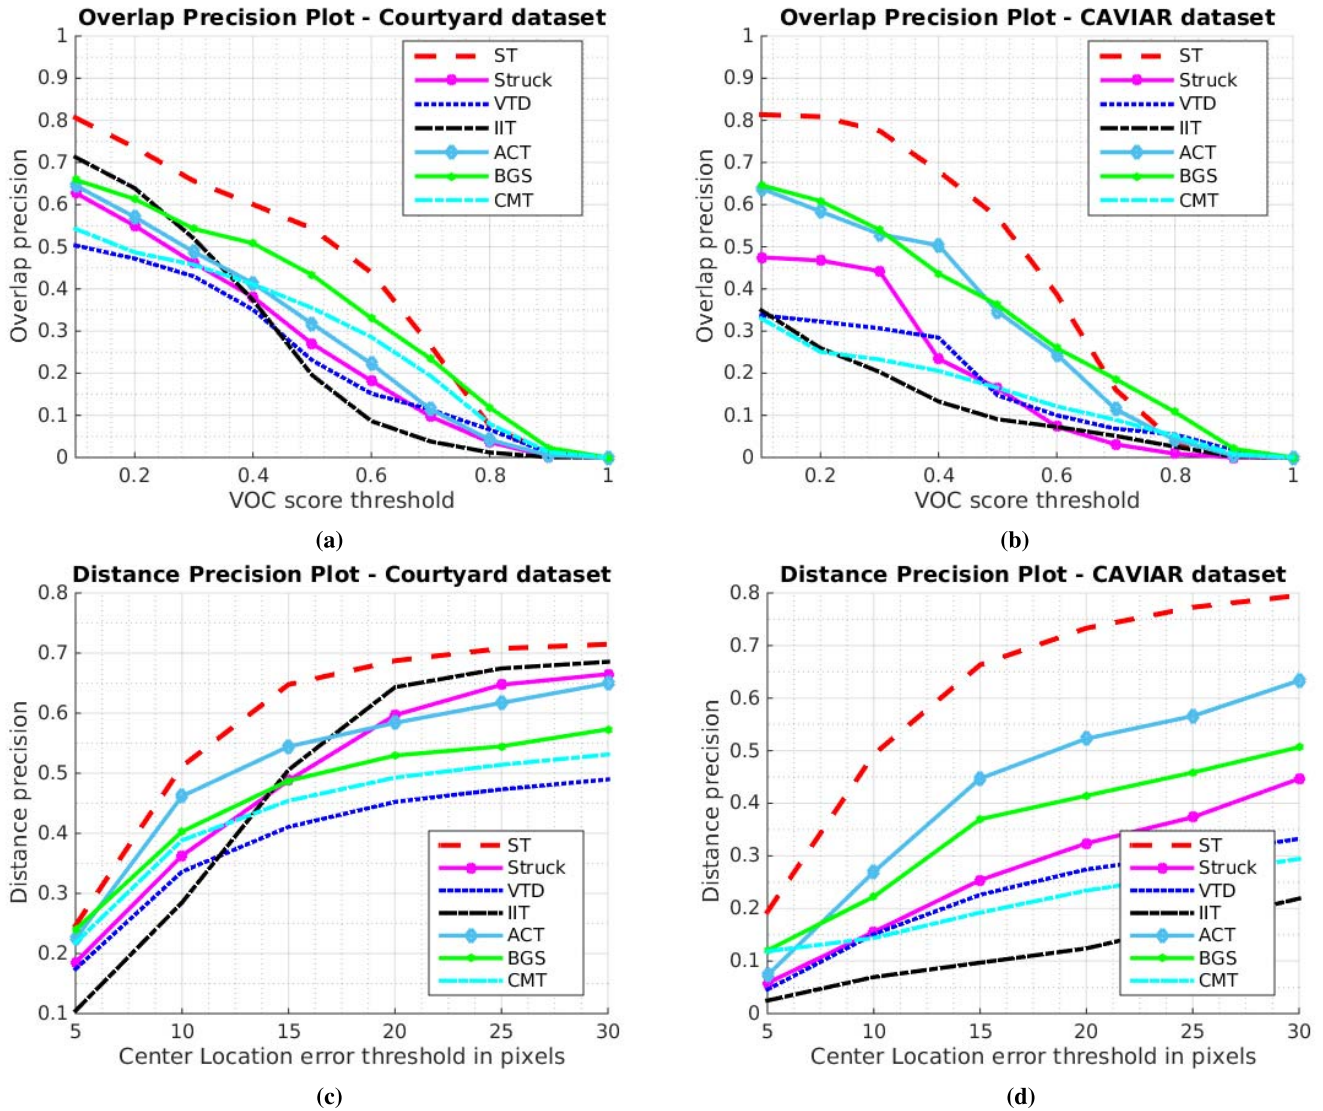 Overlap Precision Plot - Courtyard dataset
1
0.9
0.8
0.7
0.6
0.5
0.4
0.3
0.2
0.1
0
Overlap precision
ST
Struck
VTD
IIT
ACT
BGS
CMT
0.2
0.4
0.6
0.8
1
VOC score threshold
(a)
Overlap Precision Plot - CAVIAR dataset
1
0.9
0.8
0.7
0.6
0.5
0.4
0.3
0.2
0.1
0
Overlap precision
ST
Struck
VTD
IIT
ACT
BGS
CMT
0.2
0.4
0.6
0.8
1
VOC score threshold
(b)
Distance Precision Plot - Courtyard dataset
0.8
0.7
0.6
0.5
0.4
0.3
0.2
0.1
Distance precision
ST
Struck
VTD
IIT
ACT
BGS
CMT
5
10
15
20
25
30
Center Location error threshold in pixels
(c)
Distance Precision Plot - CAVIAR dataset
0.8
0.7
0.6
0.5
0.4
0.3
0.2
0.1
0
Distance precision
ST
Struck
VTD
IIT
ACT
BGS
CMT
5
10
15
20
25
30
Center Location error threshold in pixels
(d)